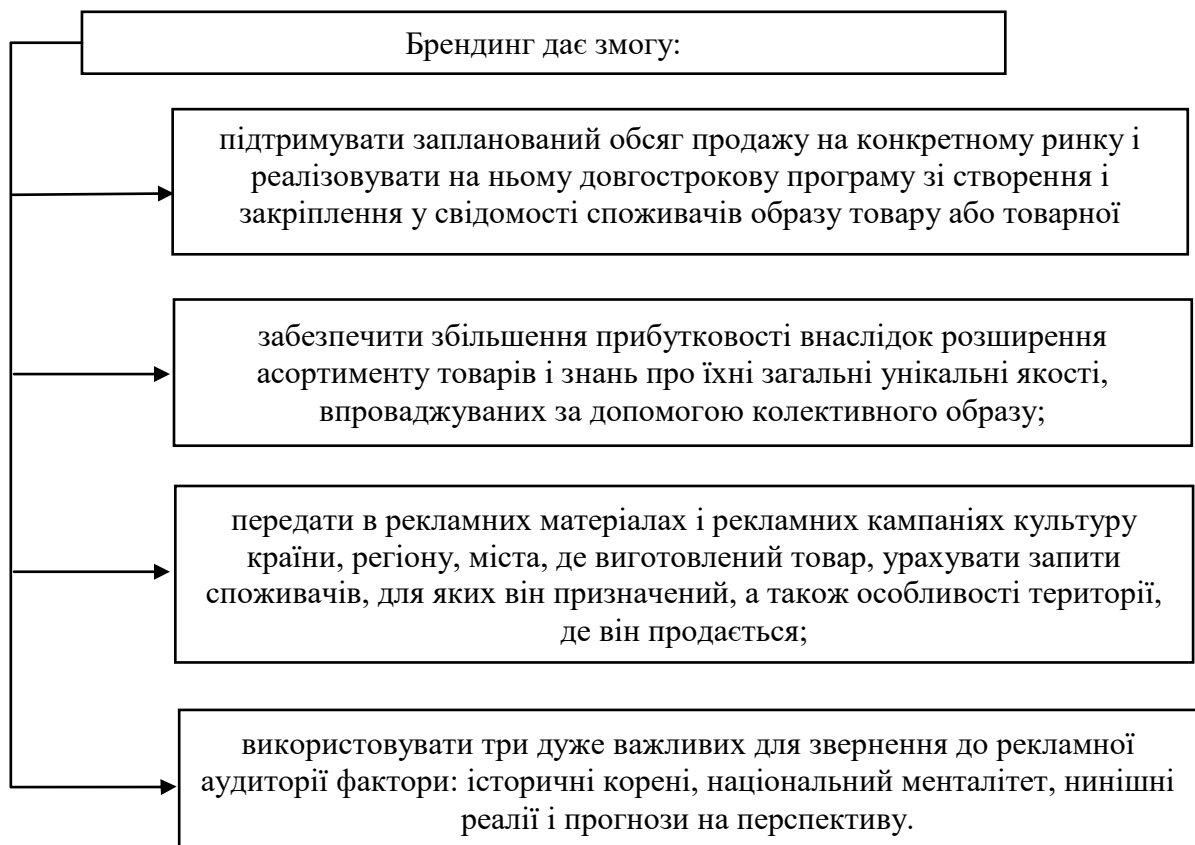 Брендинг дає змогу:
підтримувати запланований обсяг продажу на конкретному ринку і
реалізовувати на ньому довгострокову програму зі створення і
закріплення у свідомості споживачів образу товару або товарної
забезпечити збільшення прибутковості внаслідок розширення
асортименту товарів і знань про їхні загальні унікальні якості,
впроваджуваних за допомогою колективного образу;
передати в рекламних матеріалах і рекламних кампаніях культуру
країни, регіону, міста, де виготовлений товар, урахувати запити
споживачів, для яких він призначений, а також особливості території,
де він продається;
використовувати три дуже важливих для звернення до рекламної
аудиторії фактори: історичні корені, національний менталітет, нинішні
реалії і прогнози на перспективу.